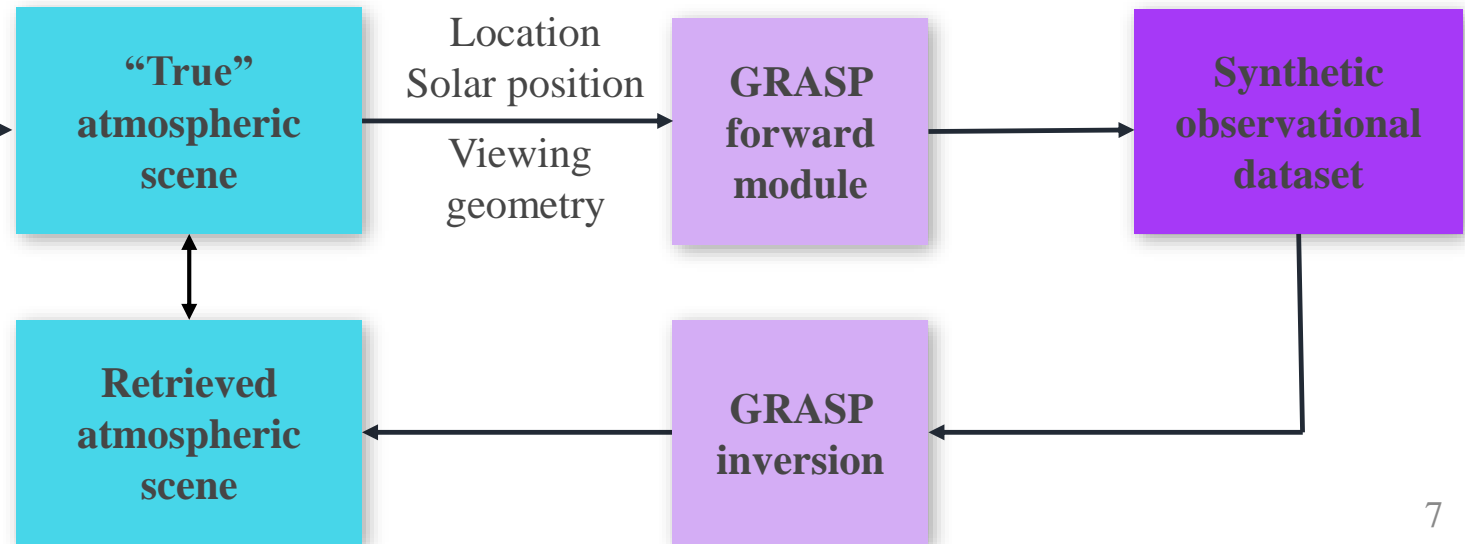 “True”
atmospheric
scene
Location
Solar position
Viewing
geometry
GRASP
forward
module
Synthetic
observational
dataset
Retrieved
atmospheric
scene
GRASP
inversion
7